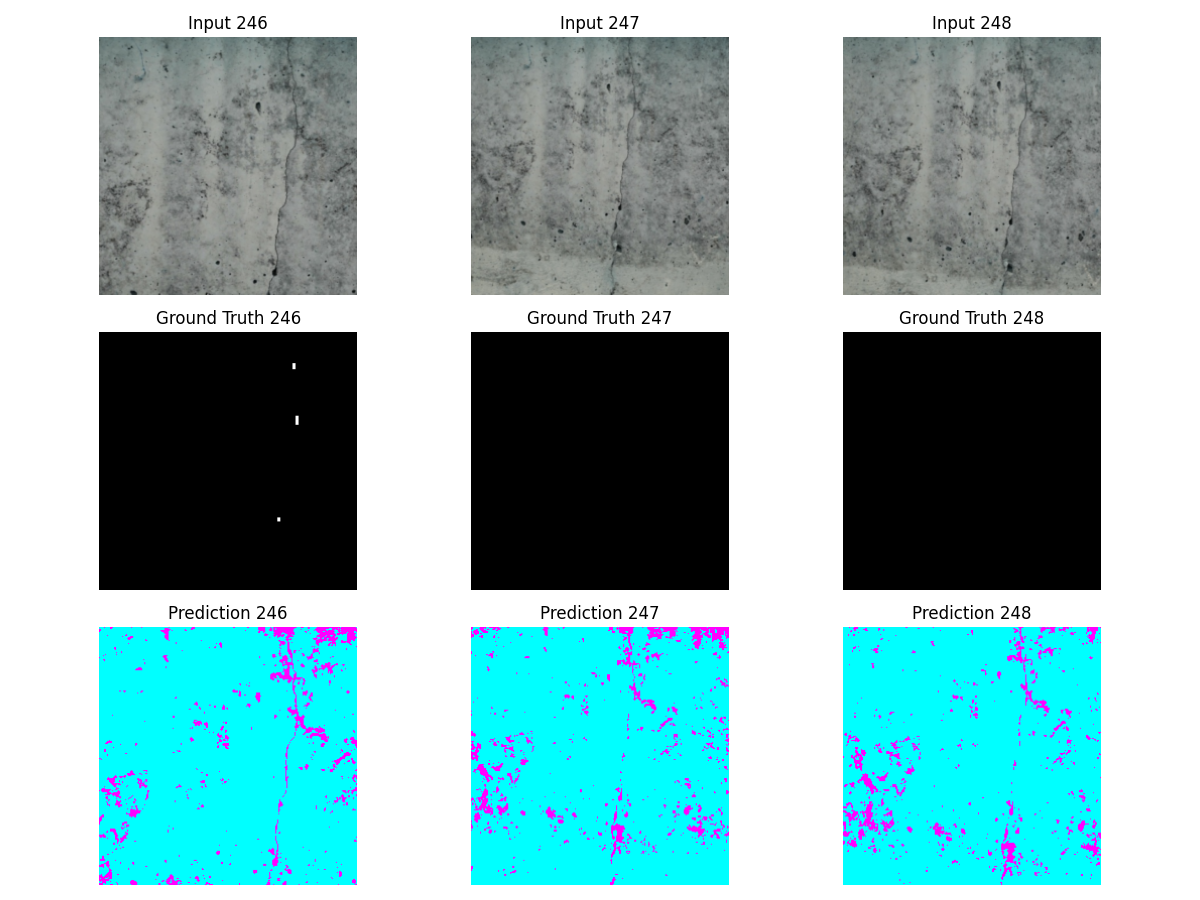 Input 246
Input 247
Input 248
Ground Truth 246
Ground Truth 247
Ground Truth 248
Prediction 246
Prediction 247
Prediction 248